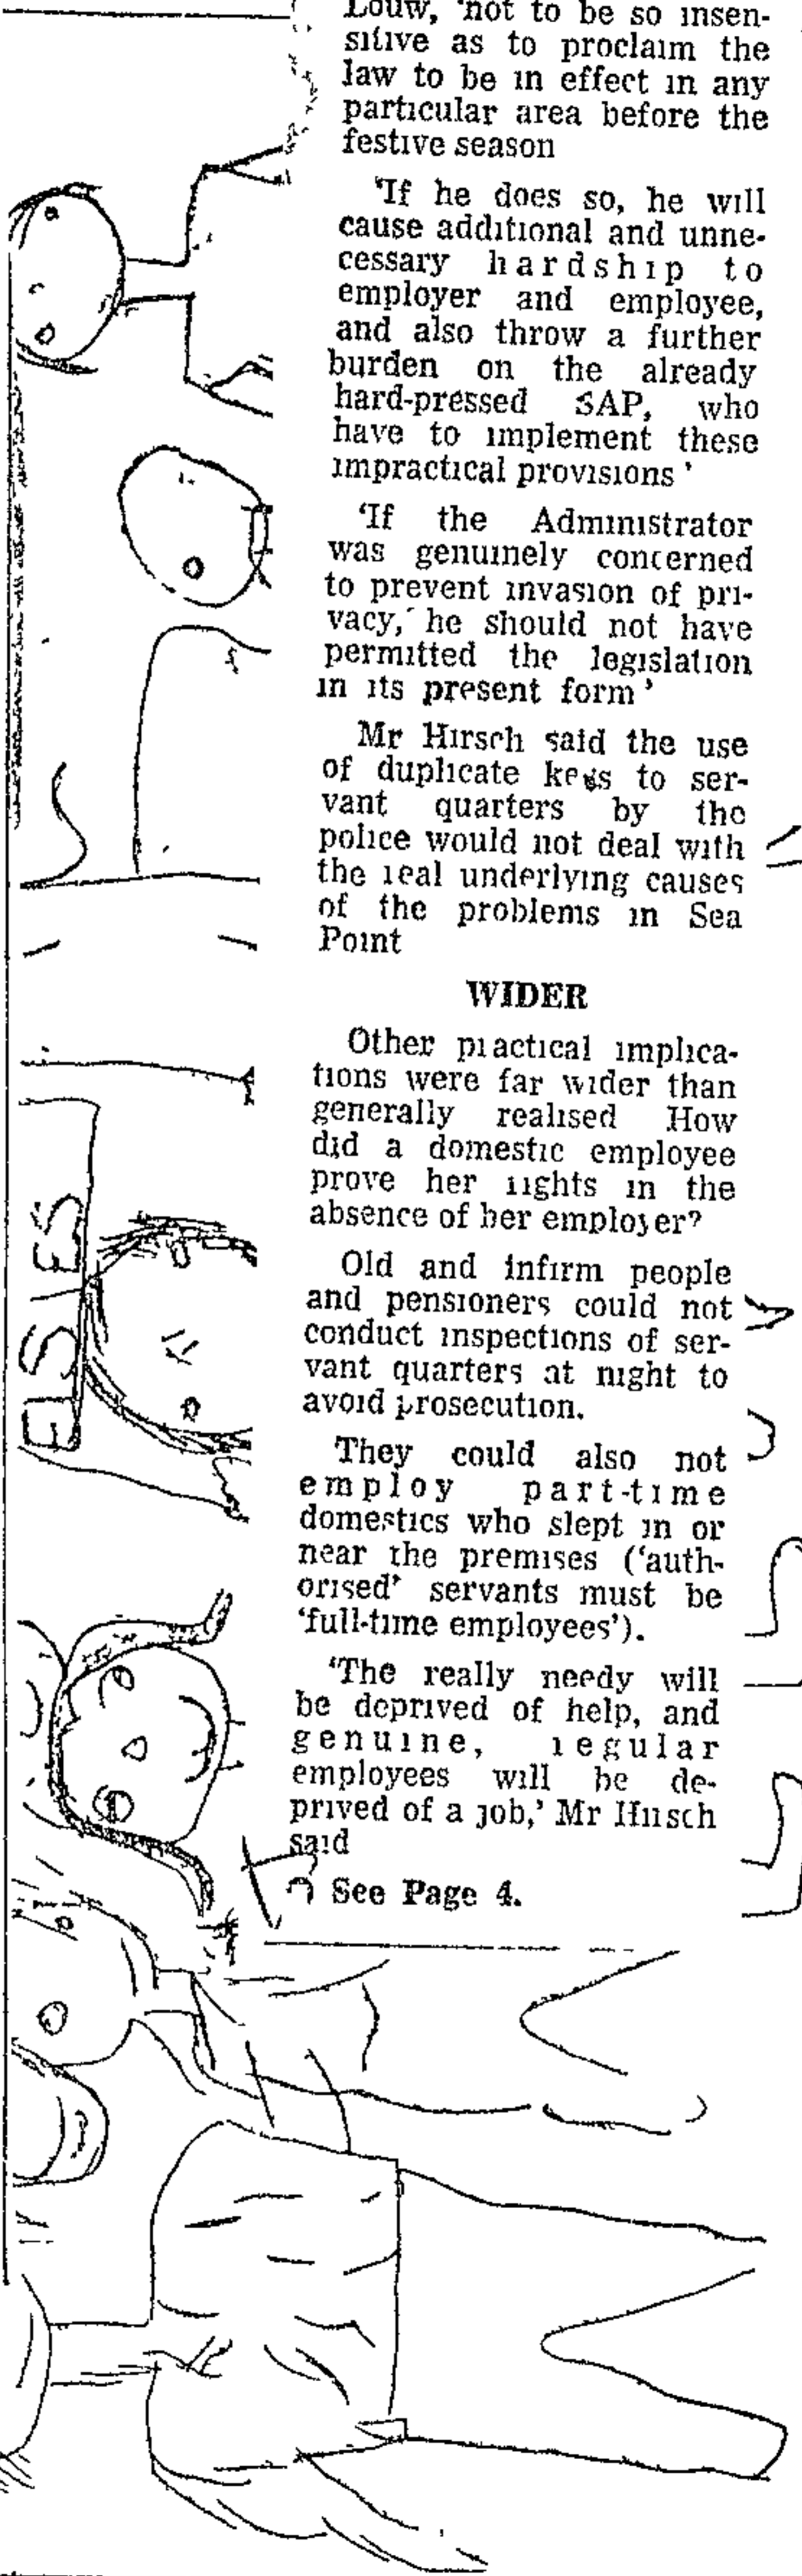 Louw, 'not to be so insen-
sitive as to proclaim the
law to be in effect in any
particular area before the
festive season
'If he does so, he will
cause additional and unne-
cessary hardship to
employer and employee,
and also throw a further
burden on the already
hard-pressed SAP, who
have to implement these
impractical provisions'
'If the Administrator
was genuinely concerned
to prevent invasion of pri-
vacy, he should not have
permitted the legislation
in its present form'
Mr Hirsch said the use
of duplicate keys to ser-
vant quarters by the
police would not deal with
the real underlying causes
of the problems in Sea
Point
WIDER
Other practical implica-
tions were far wider than
generally realised How
did a domestic employee
prove her rights in the
absence of her employer?
Old and infirm people
and pensioners could not
conduct inspections of ser-
vant quarters at night to
avoid prosecution.
They could also not
employ part-time
domestics who slept in or
near the premises ('auth-
orised' servants must be
'full-time employees').
'The really needy will
be deprived of help, and
genuine, regular
employees will be de-
prived of a job,' Mr Hirsch
said
See Page 4.